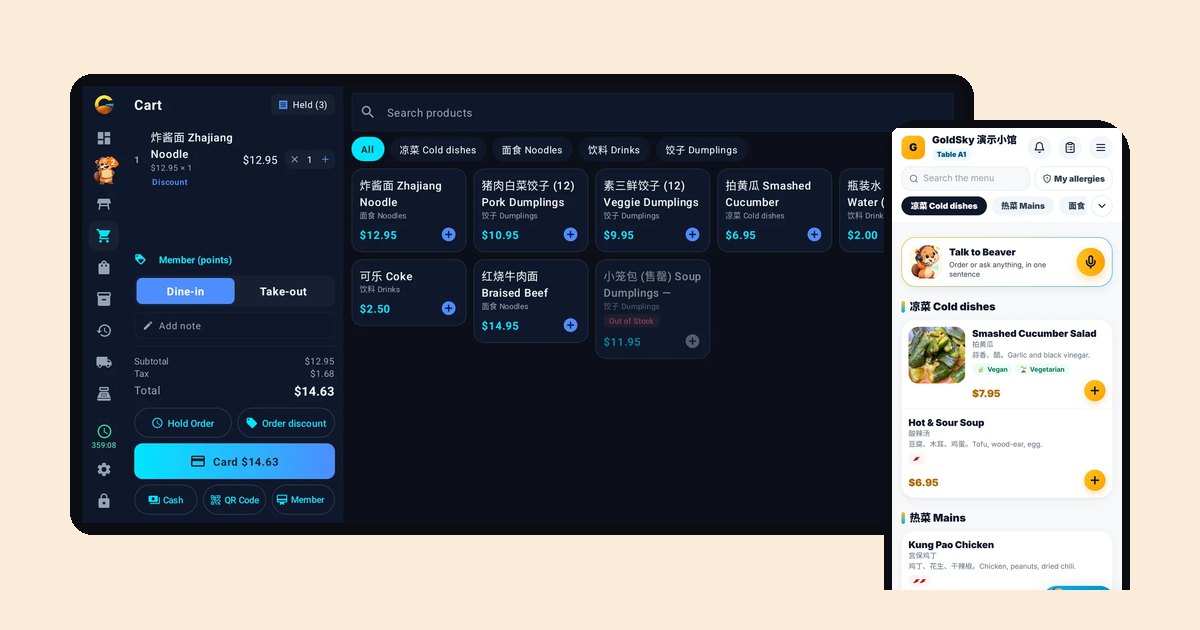 Cart
Held (3)
炸酱面 Zhajiang
Noodle
1
$12.95 × 1
$12.95
× 1 +
Discount
Member (points)
Dine-in
Take-out
Add note
Subtotal $12.95
Tax $1.68
Total $14.63
Hold Order
Order discount
Card $14.63
Cash
QR Code
Member
359:08
Search products
All
凉菜 Cold dishes
面食 Noodles
饮料 Drinks
饺子 Dumplings
炸酱面 Zhajiang
Noodle
面食 Noodles
$12.95
猪肉白菜饺子 (12)
Pork Dumplings
饺子 Dumplings
$10.95
素三鲜饺子 (12)
Veggie Dumplings
饺子 Dumplings
$9.95
拍黄瓜 Smashed
Cucumber
凉菜 Cold dishes
$6.95
瓶装水
Water (
饮料 Drink
$2.00
可乐 Coke
饮料 Drinks
$2.50
红烧牛肉面
Braised Beef
面食 Noodles
$14.95
小笼包 (售罄) Soup
Dumplings —
饺子 Dumplings
Out of Stock
$11.95
G
GoldSky 演示小馆
Table A1
Search the menu
My allergies
凉菜 Cold dishes
热菜 Mains
面食
Talk to Beaver
Order or ask anything, in one
sentence
凉菜 Cold dishes
Smashed Cucumber Salad
拍黄瓜
蒜香、醋。Garlic and black vinegar.
Vegan
Vegetarian
$7.95
Hot & Sour Soup
酸辣汤
豆腐、木耳、鸡蛋。Tofu, wood-ear, egg.
$6.95
热菜 Mains
Kung Pao Chicken
宫保鸡丁
鸡丁、花生、干辣椒。Chicken, peanuts, dried chili.